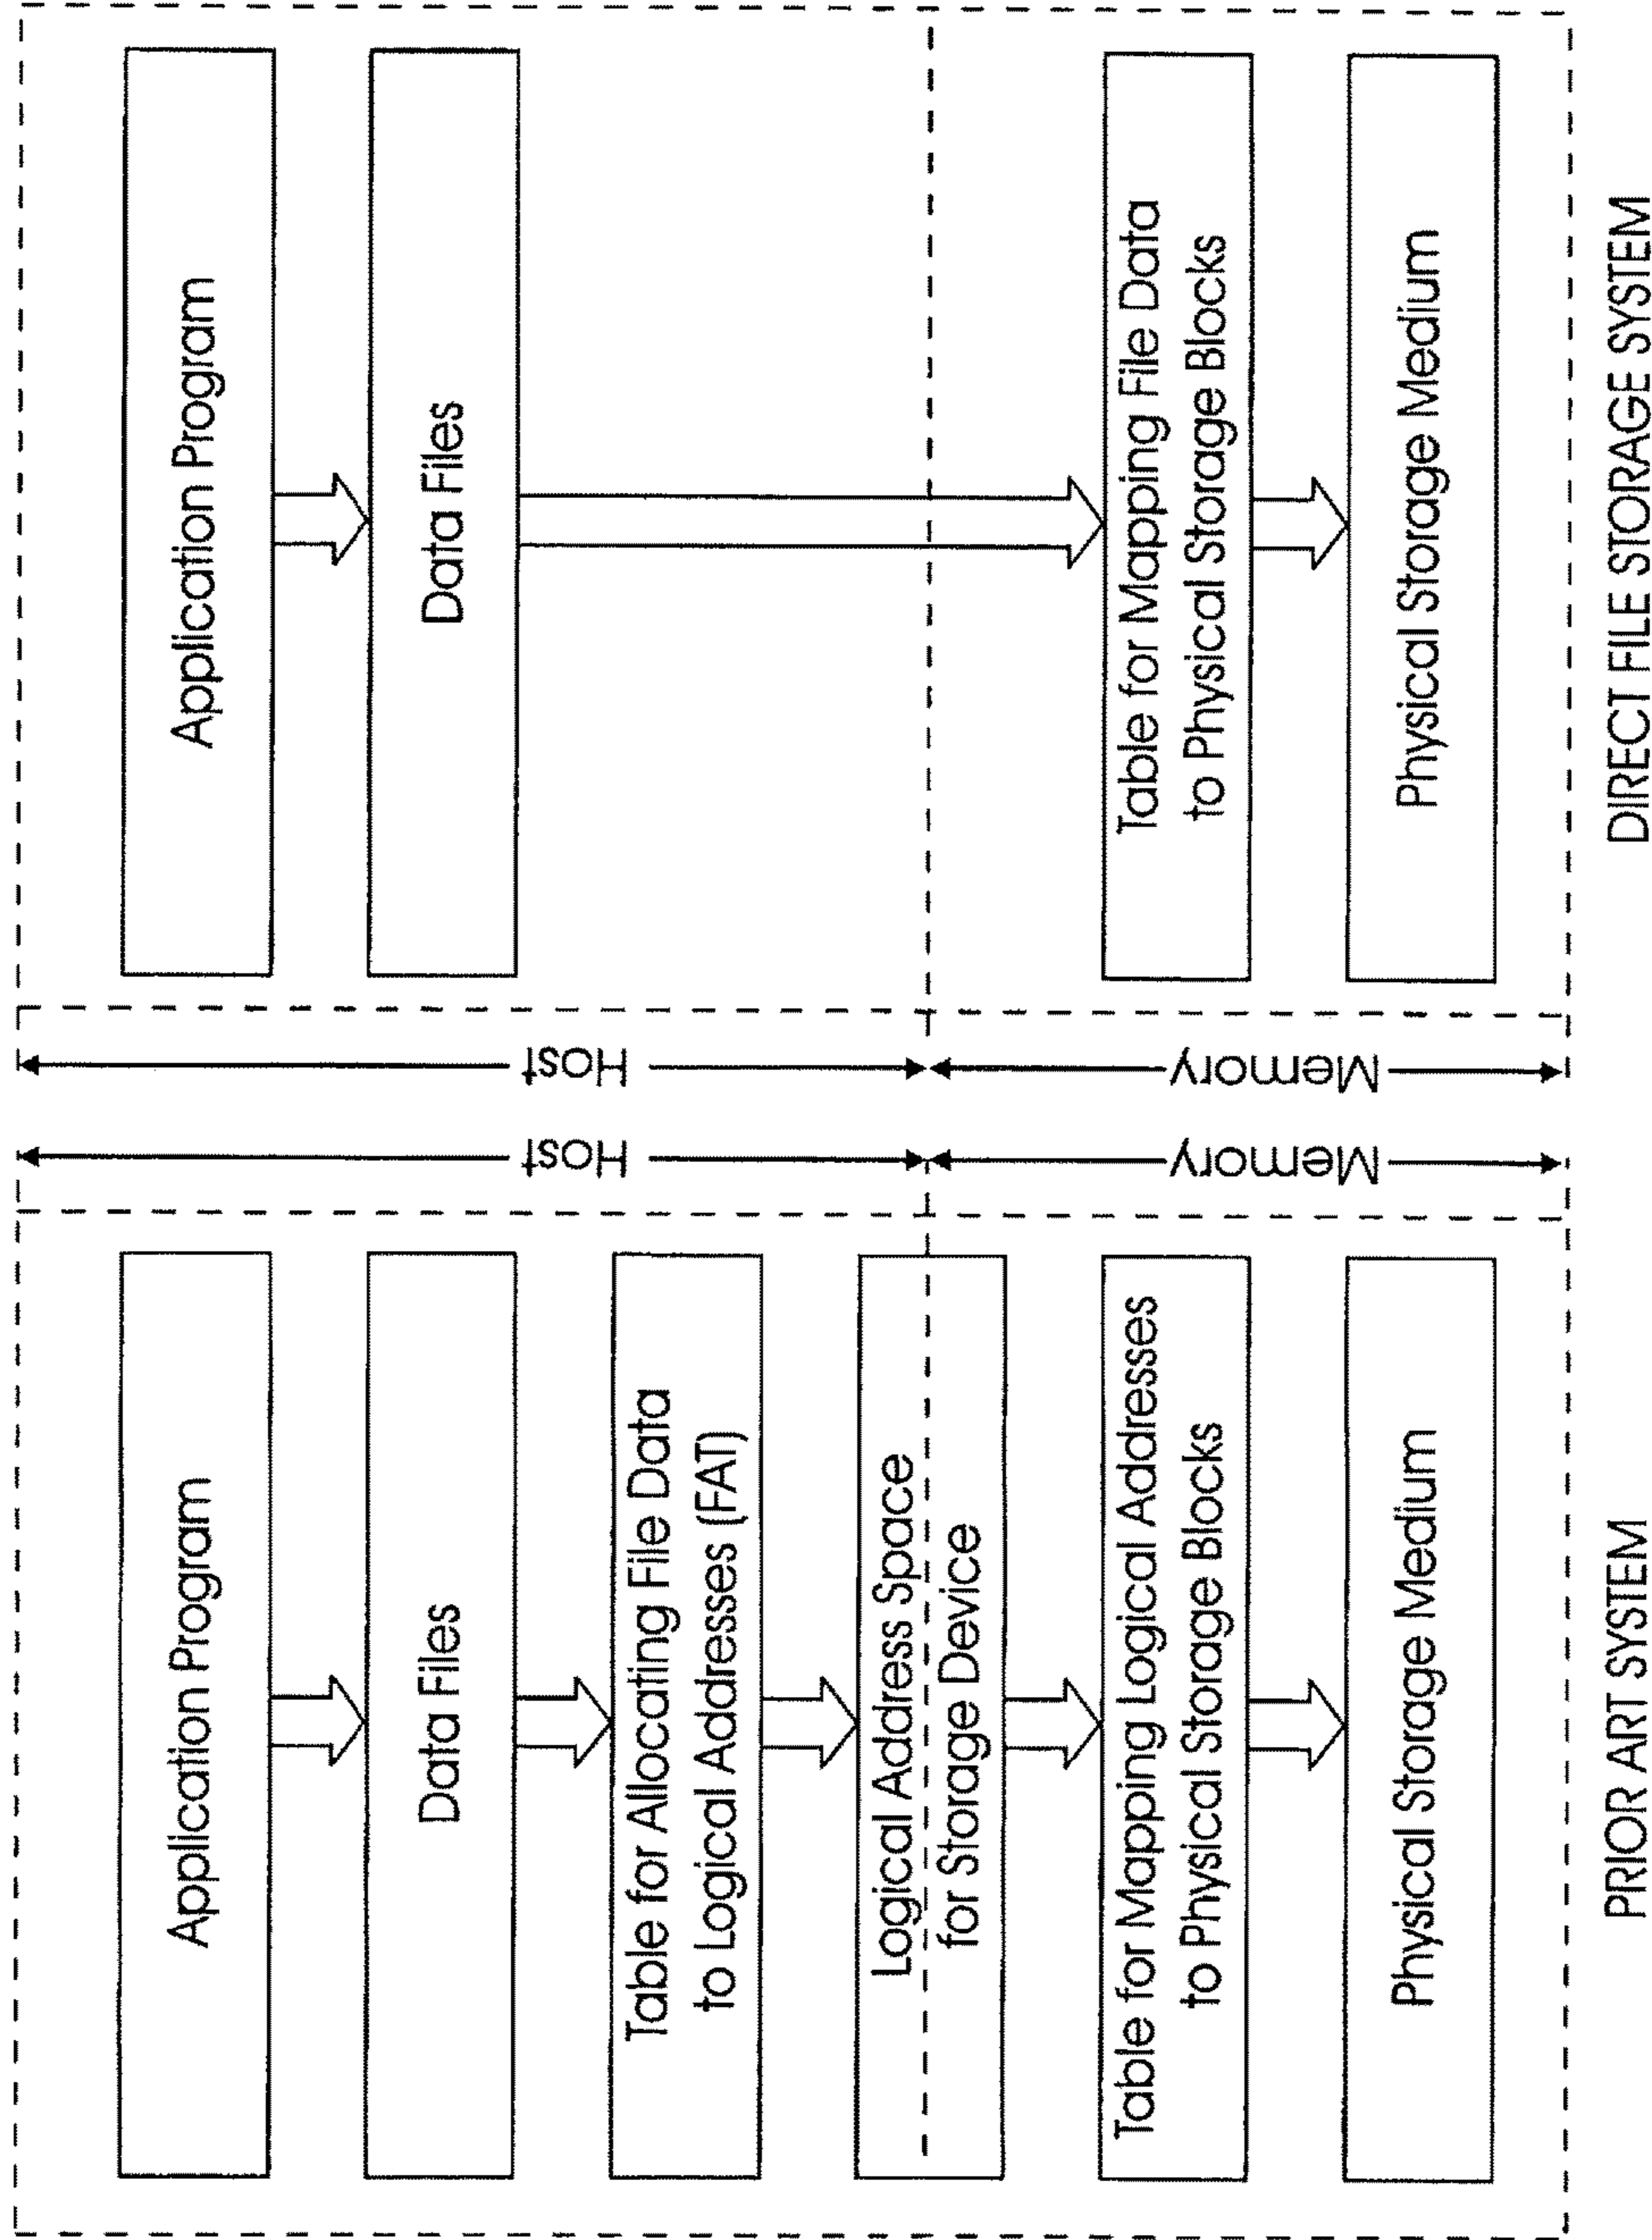 Application Program
Data Files
Table for Allocating File Data
to Logical Addresses (FAT)
Logical Address Space
for Storage Device
Table for Mapping Logical Addresses
to Physical Storage Blocks
Physical Storage Medium
PRIOR ART SYSTEM
Host
Memory
Host
Memory
Application Program
Data Files
Table for Mapping File Data
to Physical Storage Blocks
Physical Storage Medium
DIRECT FILE STORAGE SYSTEM